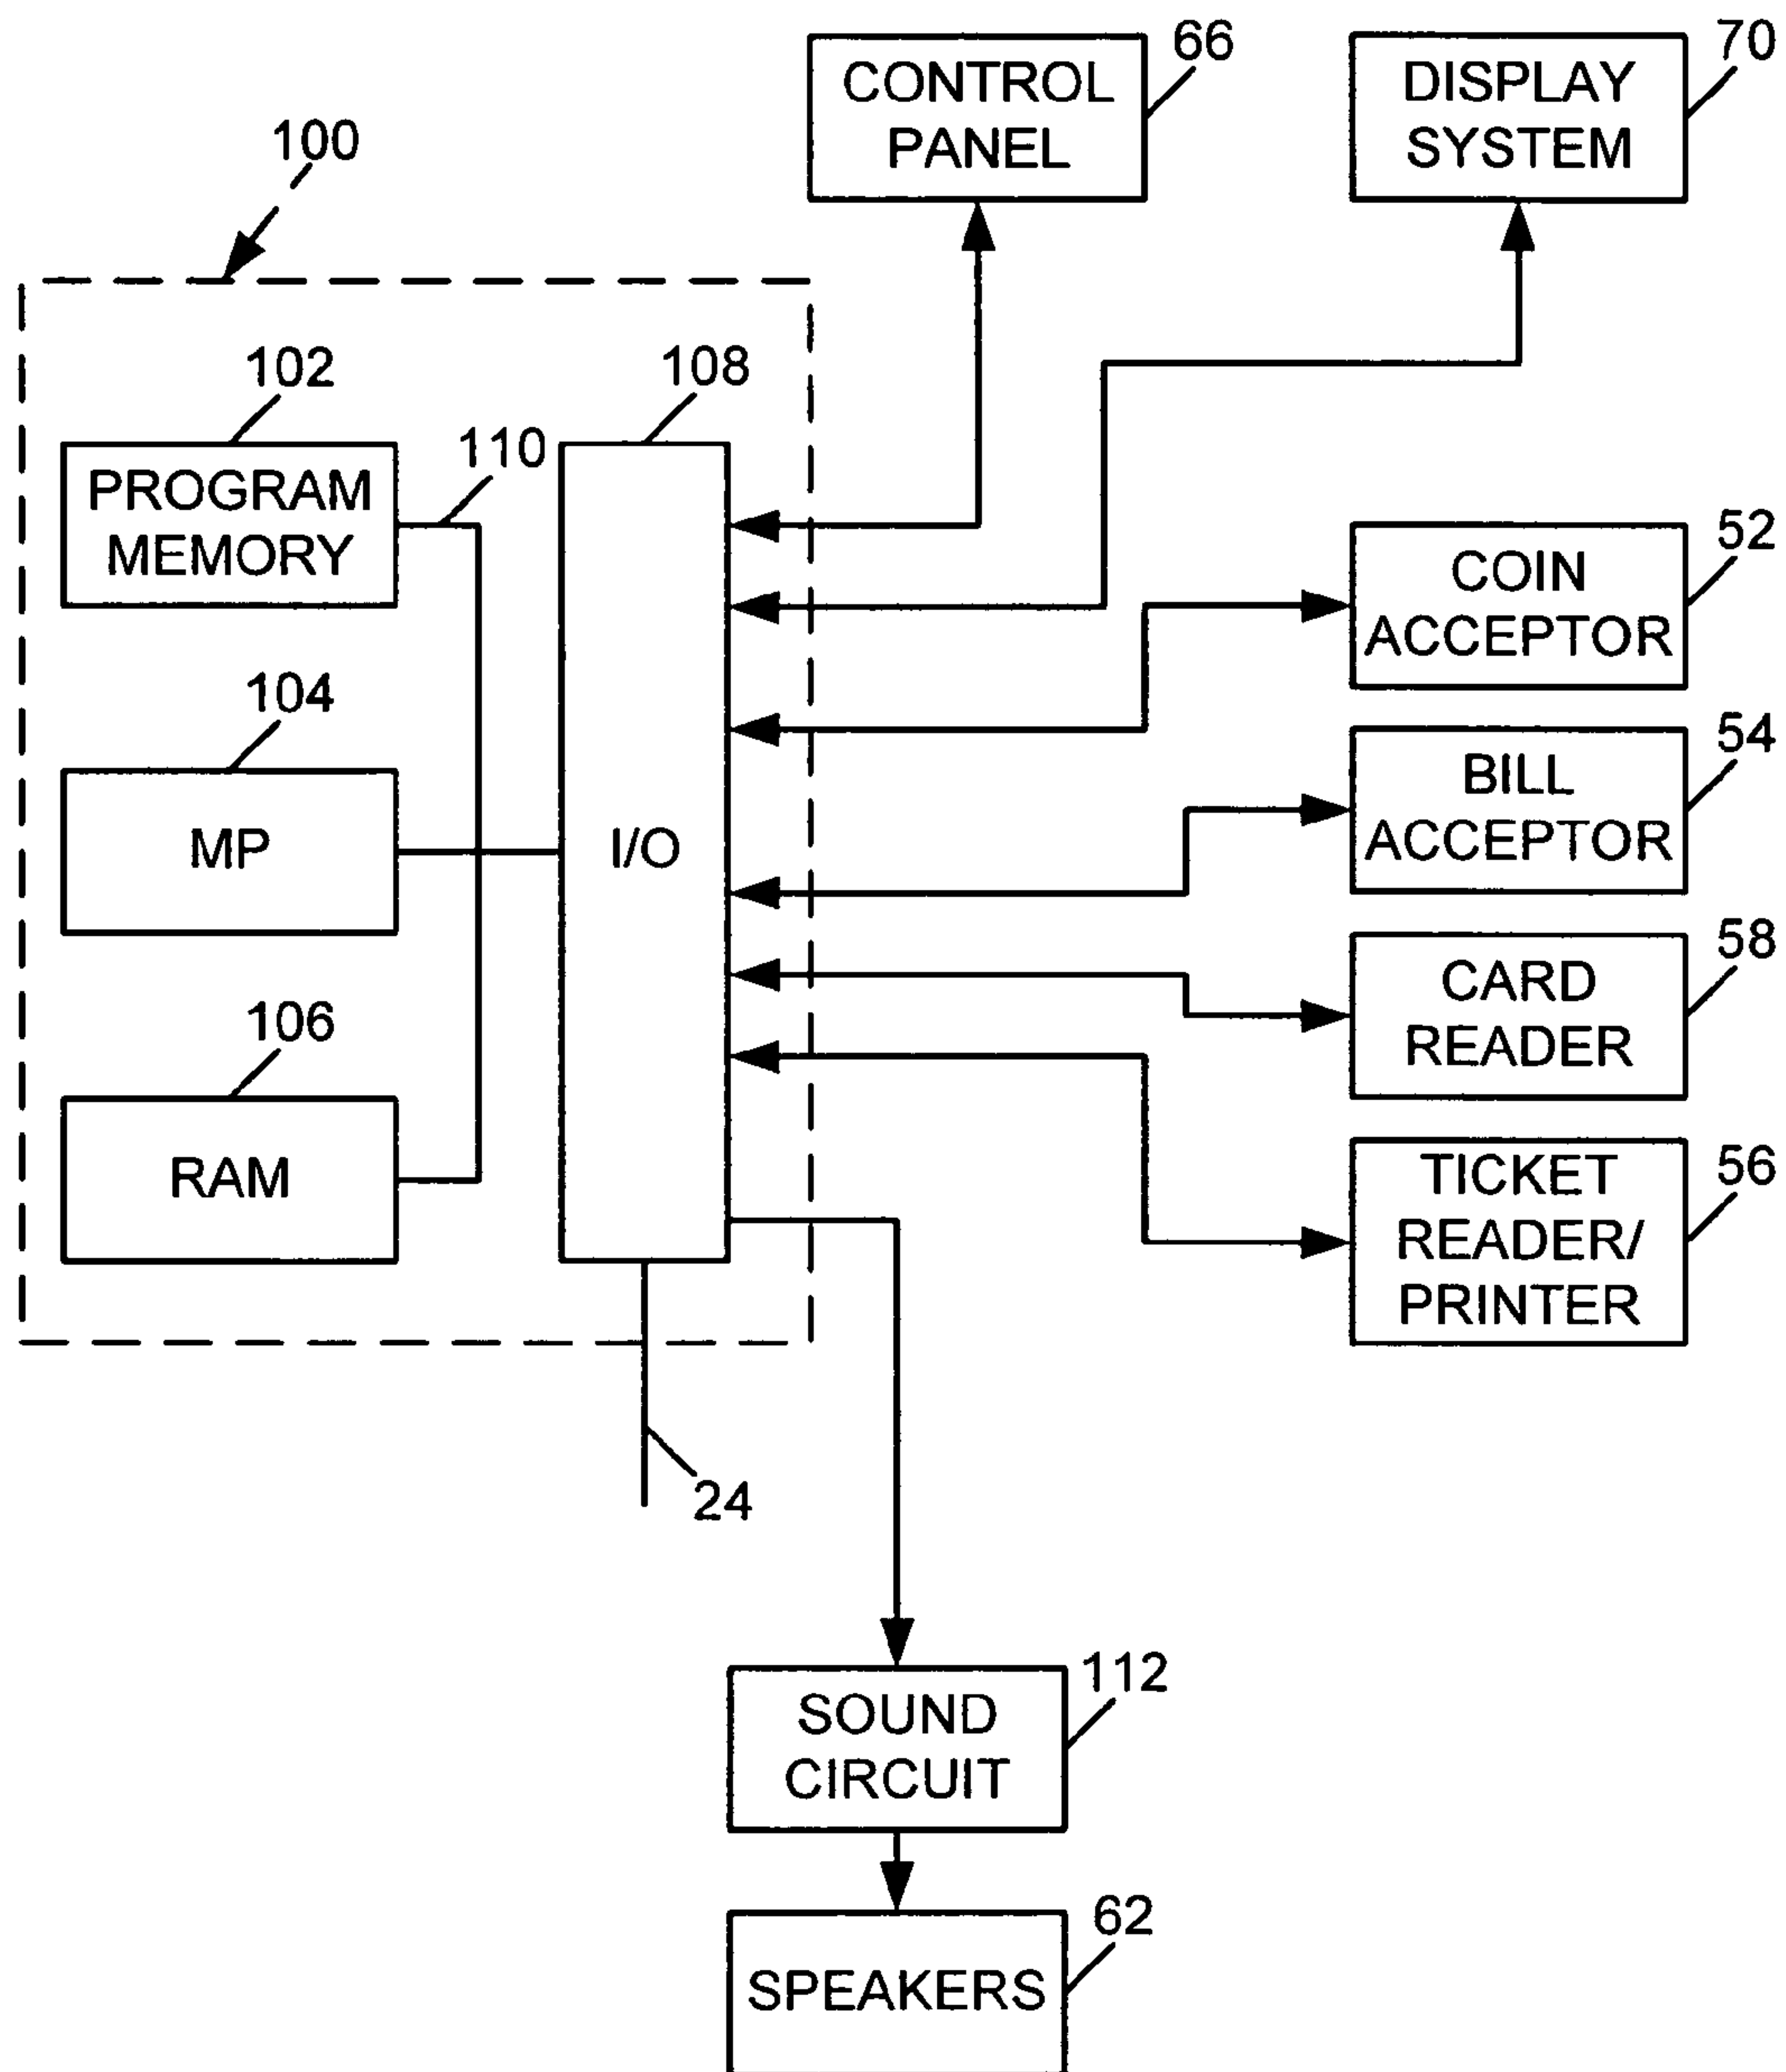 66
CONTROL
PANEL
70
DISPLAY
SYSTEM
100
102
PROGRAM
MEMORY
110
108
I/O
104
MP
106
RAM
52
COIN
ACCEPTOR
54
BILL
ACCEPTOR
58
CARD
READER
56
TICKET
READER/
PRINTER
24
112
SOUND
CIRCUIT
62
SPEAKERS